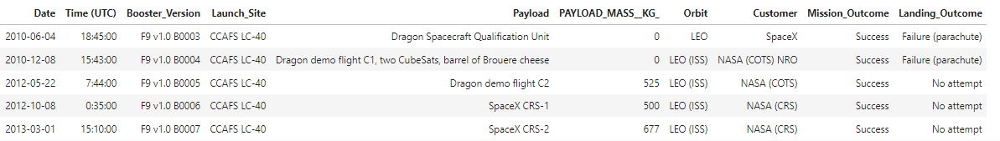 Date Time (UTC) Booster_Version Launch_Site Payload PAYLOAD_MASS__KG_ Orbit Customer Mission_Outcome Landing_Outcome
2010-06-04 18:45:00 F9 v1.0 B0003 CCAFS LC-40 Dragon Spacecraft Qualification Unit 0 LEO SpaceX Success Failure (parachute)
2010-12-08 15:43:00 F9 v1.0 B0004 CCAFS LC-40 Dragon demo flight C1, two CubeSats, barrel of Brouere cheese 0 LEO (ISS) NASA (COTS) NRO Success Failure (parachute)
2012-05-22 7:44:00 F9 v1.0 B0005 CCAFS LC-40 Dragon demo flight C2 525 LEO (ISS) NASA (COTS) Success No attempt
2012-10-08 0:35:00 F9 v1.0 B0006 CCAFS LC-40 SpaceX CRS-1 500 LEO (ISS) NASA (CRS) Success No attempt
2013-03-01 15:10:00 F9 v1.0 B0007 CCAFS LC-40 SpaceX CRS-2 677 LEO (ISS) NASA (CRS) Success No attempt